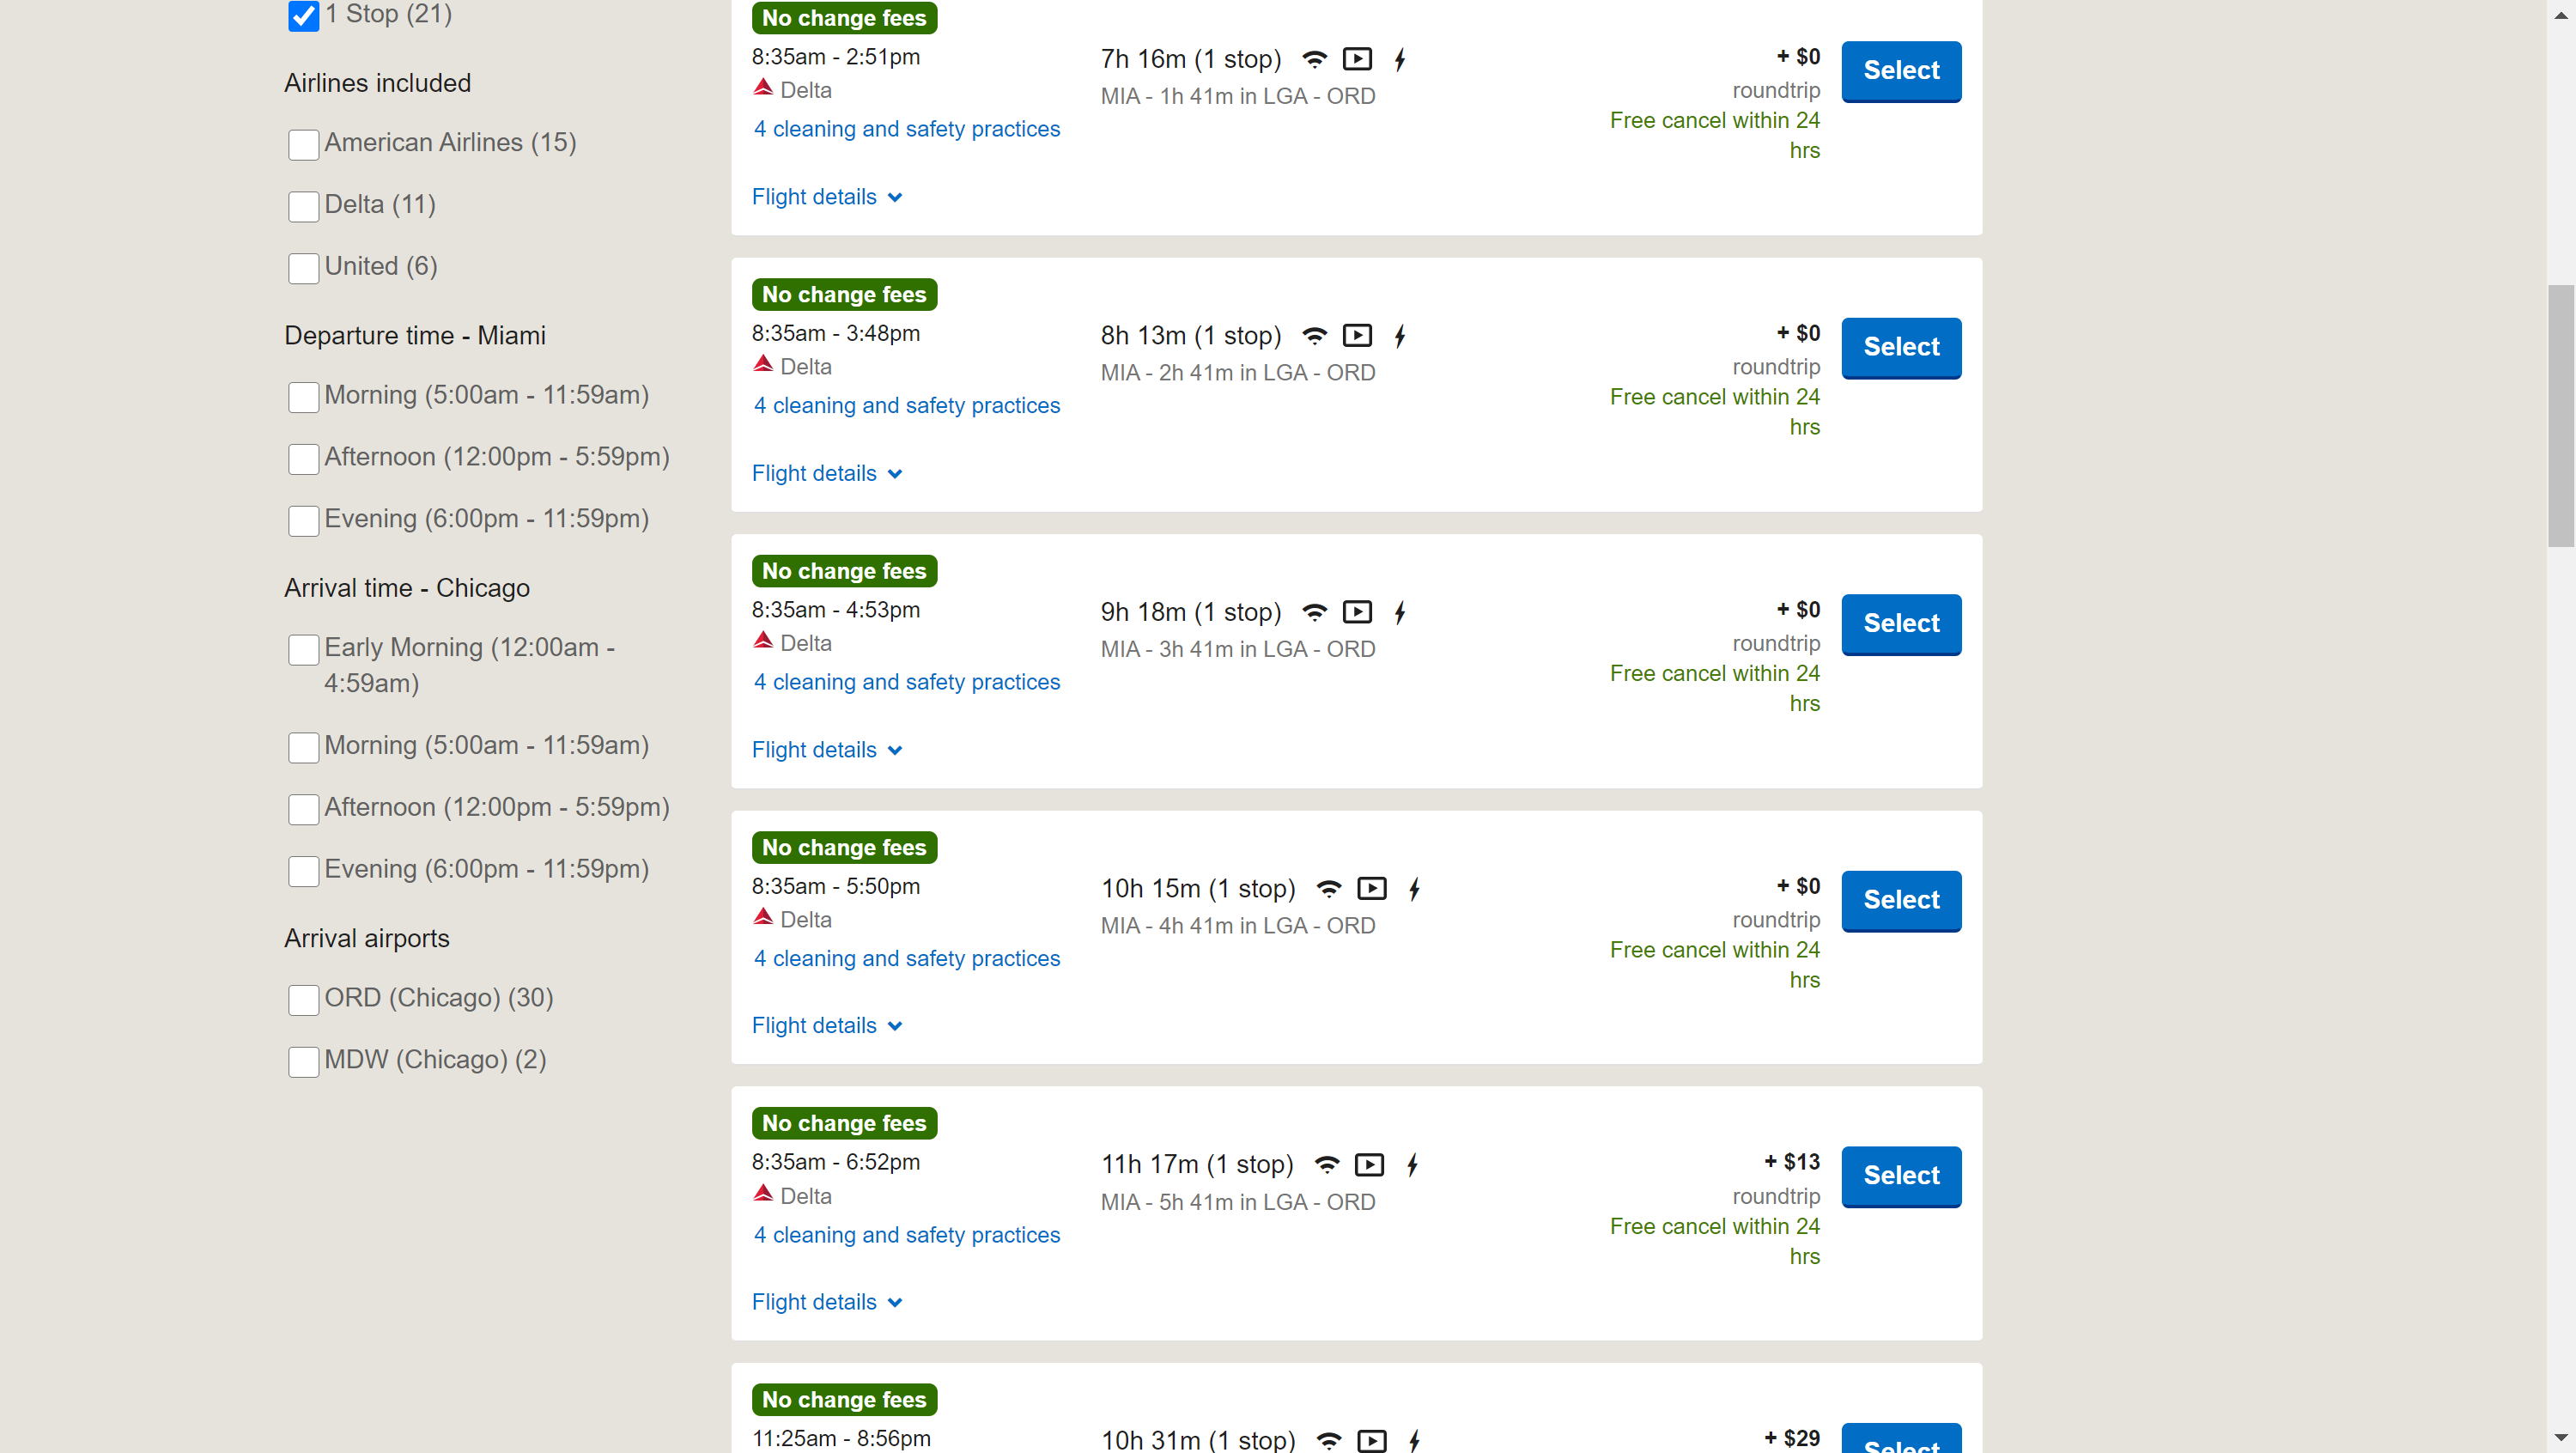 1 Stop (21)
Airlines included
American Airlines (15)
Delta (11)
United (6)
Departure time - Miami
Morning (5:00am - 11:59am)
Afternoon (12:00pm - 5:59pm)
Evening (6:00pm - 11:59pm)
Arrival time - Chicago
Early Morning (12:00am -
4:59am)
Morning (5:00am - 11:59am)
Afternoon (12:00pm - 5:59pm)
Evening (6:00pm - 11:59pm)
Arrival airports
ORD (Chicago) (30)
MDW (Chicago) (2)
No change fees
8:35am - 2:51pm
Delta
4 cleaning and safety practices
7h 16m (1 stop)
MIA - 1h 41m in LGA - ORD
+ $0
roundtrip
Free cancel within 24
hrs
Select
Flight details
No change fees
8:35am - 3:48pm
Delta
4 cleaning and safety practices
8h 13m (1 stop)
MIA - 2h 41m in LGA - ORD
+ $0
roundtrip
Free cancel within 24
hrs
Select
Flight details
No change fees
8:35am - 4:53pm
Delta
4 cleaning and safety practices
9h 18m (1 stop)
MIA - 3h 41m in LGA - ORD
+ $0
roundtrip
Free cancel within 24
hrs
Select
Flight details
No change fees
8:35am - 5:50pm
Delta
4 cleaning and safety practices
10h 15m (1 stop)
MIA - 4h 41m in LGA - ORD
+ $0
roundtrip
Free cancel within 24
hrs
Select
Flight details
No change fees
8:35am - 6:52pm
Delta
4 cleaning and safety practices
11h 17m (1 stop)
MIA - 5h 41m in LGA - ORD
+ $13
roundtrip
Free cancel within 24
hrs
Select
Flight details
No change fees
11:25am - 8:56pm
10h 31m (1 stop)
+ $29
Select